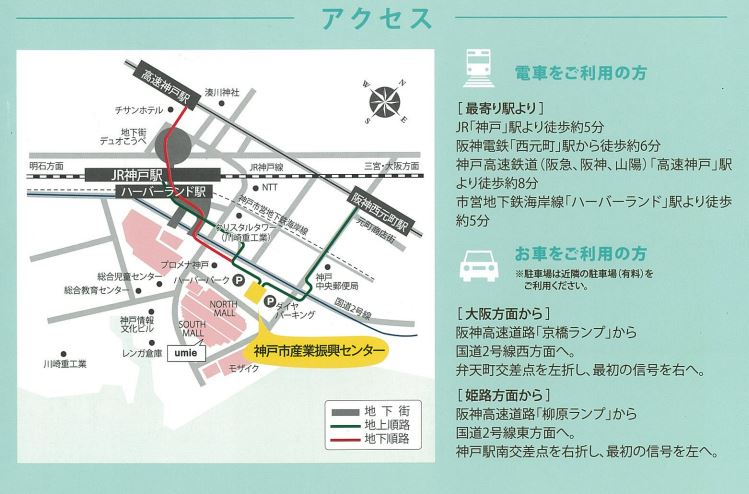 アクセス
高速神戸駅
湊川神社
チサンホテル
地下街
デュオこうべ
N
W
E
S
明石方面
JR神戸駅
JR神戸線
三宮・大阪方面
ハーバーランド駅
NTT
阪神西元町駅
元町商店街
神戸市営地下鉄海岸線
クリスタルタワー
(川崎重工業)
プロメナ神戸
ハーバーパーク
P
P
神戸
中央郵便局
総合児童センター
総合教育センター
NORTH
MALL
ダイヤ
パーキング
国道2号線
神戸情報
文化ビル
SOUTH
MALL
レンガ倉庫
umie
神戸市産業振興センター
川崎重工業
モザイク
地下街
地上順路
地下順路
電車をご利用の方
[ 最寄り駅より ]
JR「神戸」駅より徒歩約5分
阪神電鉄「西元町」駅から徒歩約6分
神戸高速鉄道(阪急、阪神、山陽)「高速神戸」駅
より徒歩約8分
市営地下鉄海岸線「ハーバーランド」駅より徒歩
約5分
お車をご利用の方
※駐車場は近隣の駐車場(有料)を
ご利用ください。
[ 大阪方面から ]
阪神高速道路「京橋ランプ」から
国道2号線西方面へ。
弁天町交差点を左折し、最初の信号を右へ。
[ 姫路方面から ]
阪神高速道路「柳原ランプ」から
国道2号線東方面へ。
神戸駅南交差点を右折し、最初の信号を左へ。